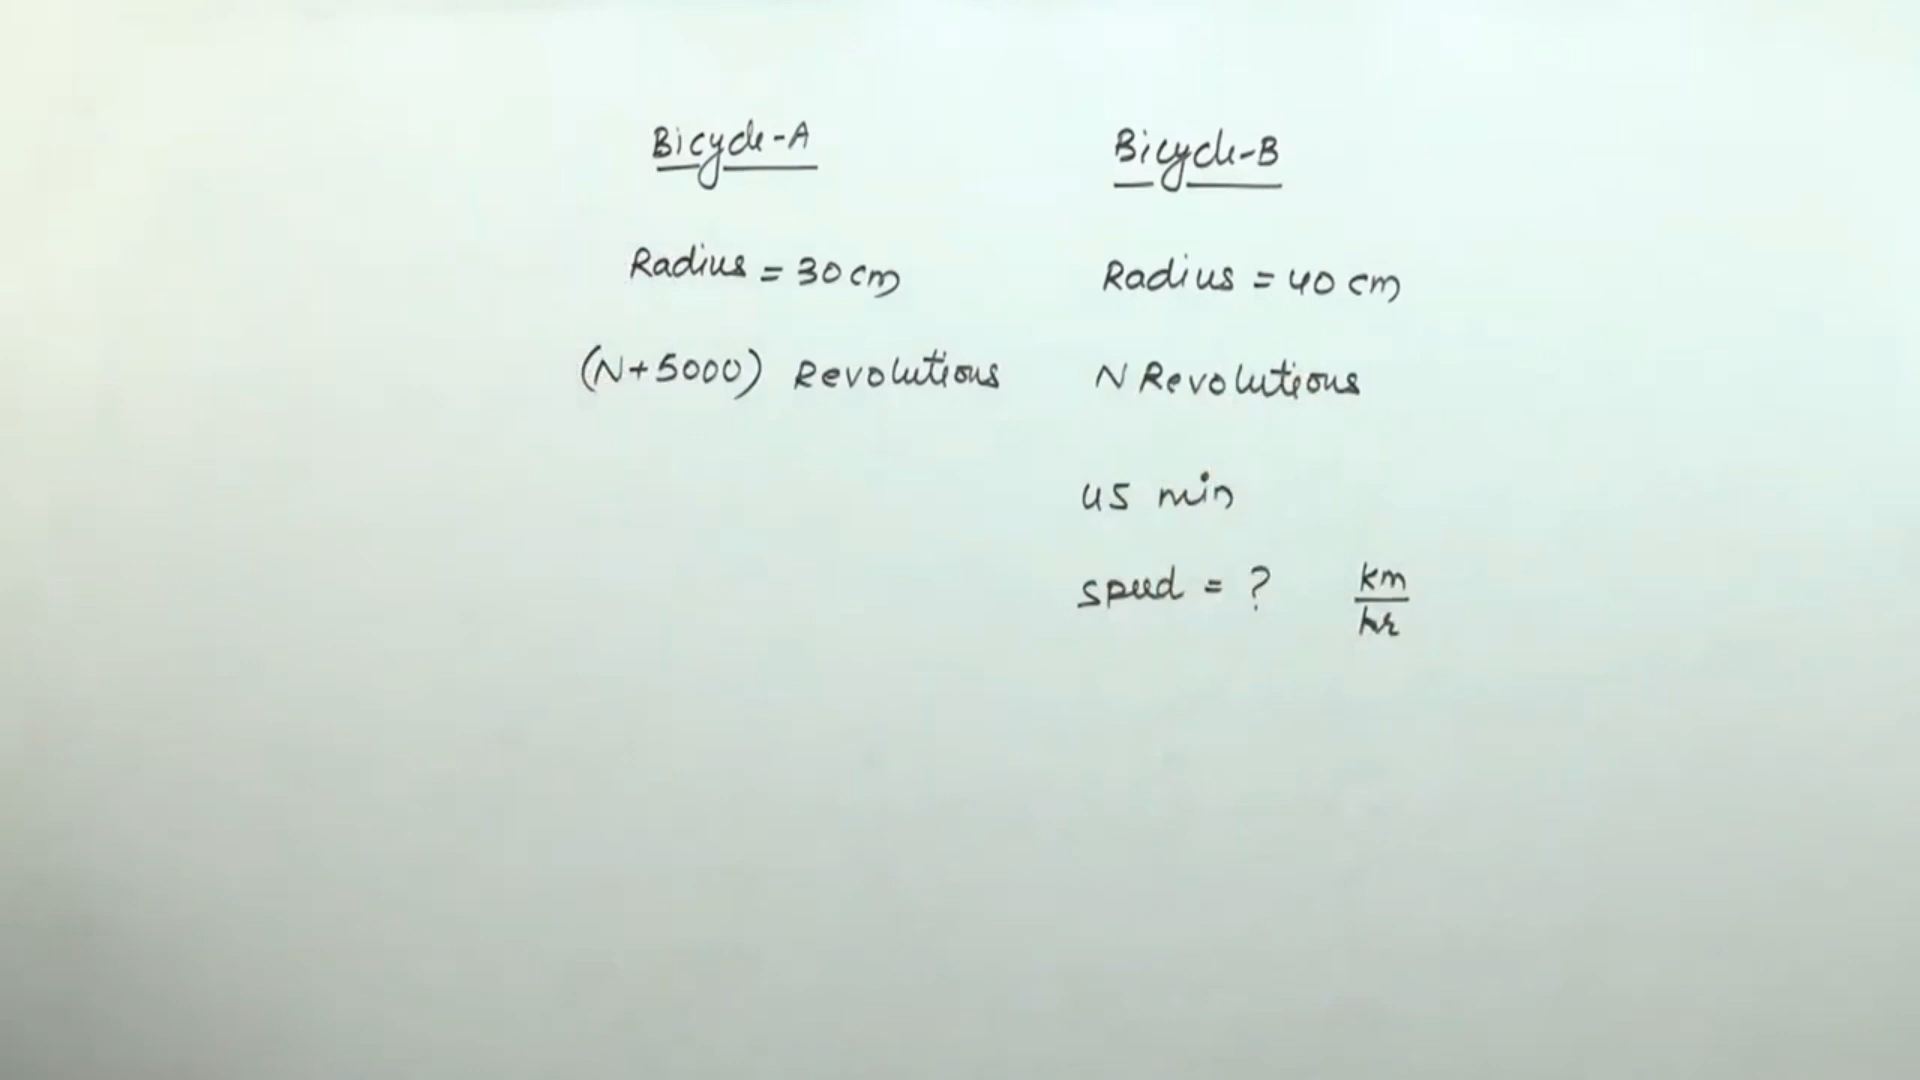 Bicycle-A
Bicycle-B
Radius = 30 cm
Radius = 40 cm
(N+5000) Revolutions
N Revolutions
45 min
speed = ? km/hr